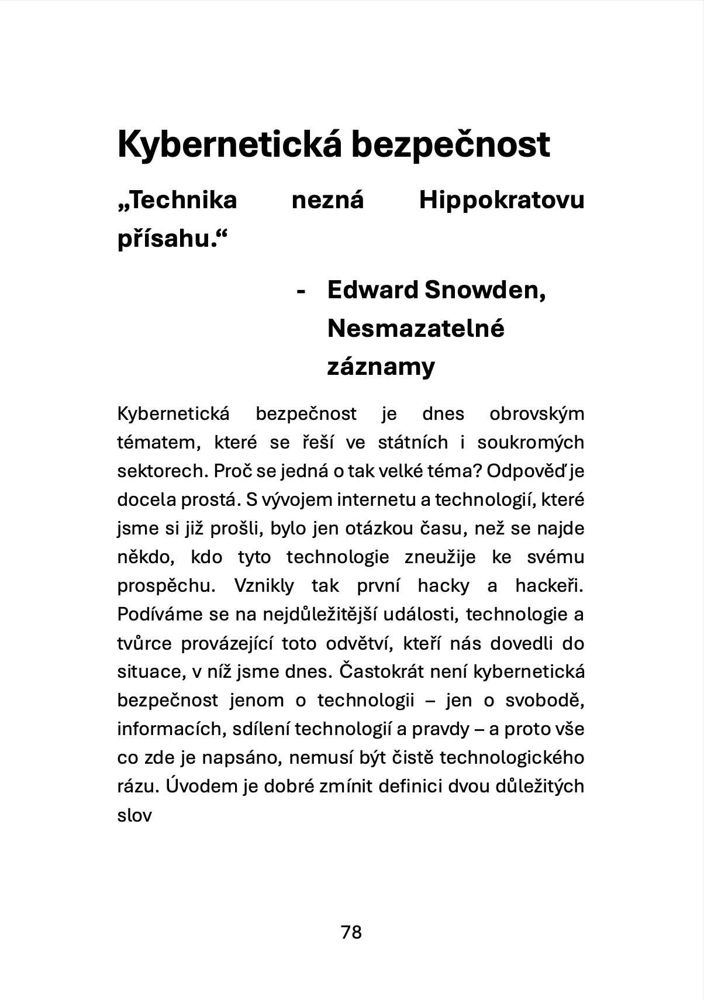 Kybernetická bezpečnost
„Technika nezná Hippokratovu
přísahu.“
- Edward Snowden,
Nesmazatelné
záznamy
Kybernetická bezpečnost je dnes obrovským
tématem, které se řeší ve státních i soukromých
sektorech. Proč se jedná o tak velké téma? Odpověď je
docela prostá. S vývojem internetu a technologií, které
jsme si již prošli, bylo jen otázkou času, než se najde
někdo, kdo tyto technologie zneužije ke svému
prospěchu. Vznikly tak první hacky a hackeři.
Podíváme se na nejdůležitější události, technologie a
tvůrce provázející toto odvětví, kteří nás dovedli do
situace, v níž jsme dnes. Častokrát není kybernetická
bezpečnost jenom o technologii – jen o svobodě,
informacích, sdílení technologií a pravdy – a proto vše
co zde je napsáno, nemusí být čistě technologického
rázu. Úvodem je dobré zmínit definici dvou důležitých
slov
78